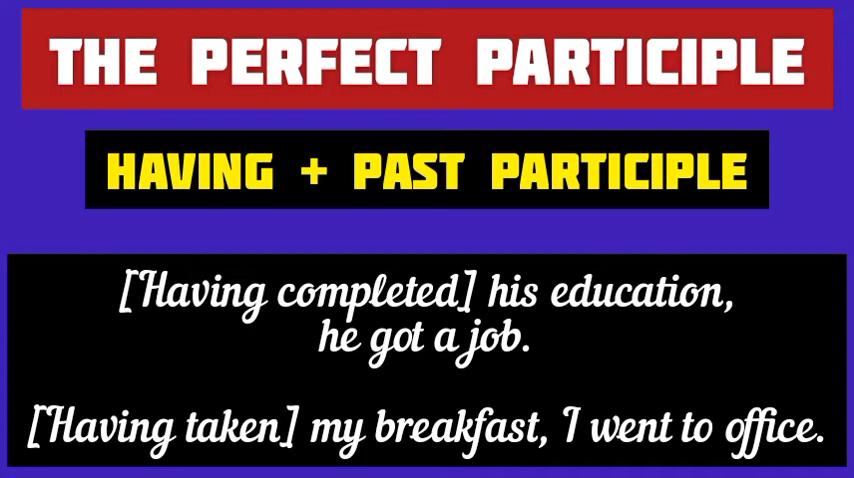 THE PERFECT PARTICIPLE
HAVING + PAST PARTICIPLE
[Having completed] his education,
he got a job.
[Having taken] my breakfast, I went to office.